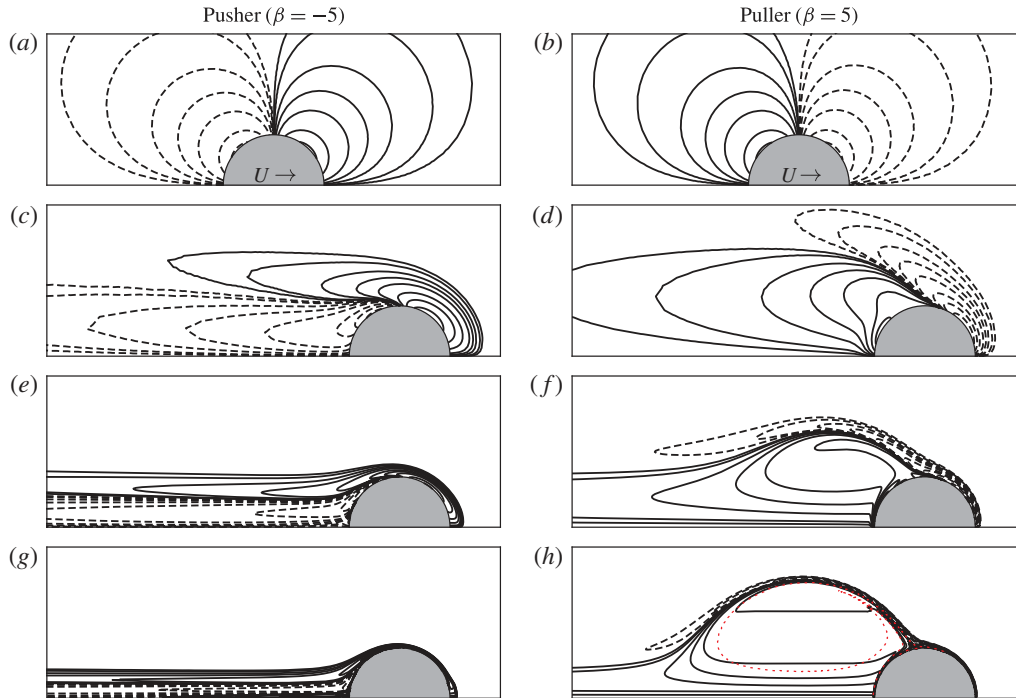 Pusher (β = −5)
Puller (β = 5)
(a)
(b)
U →
U →
(c)
(d)
(e)
(f)
(g)
(h)